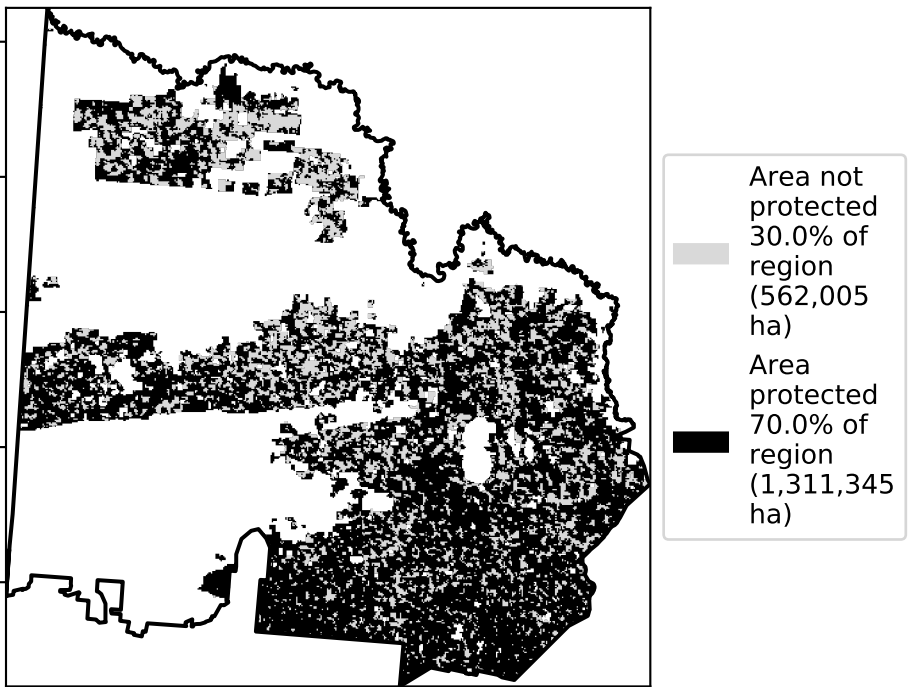 Area not
protected
30.0% of
region
(562,005
ha)
Area
protected
70.0% of
region
(1,311,345
ha)